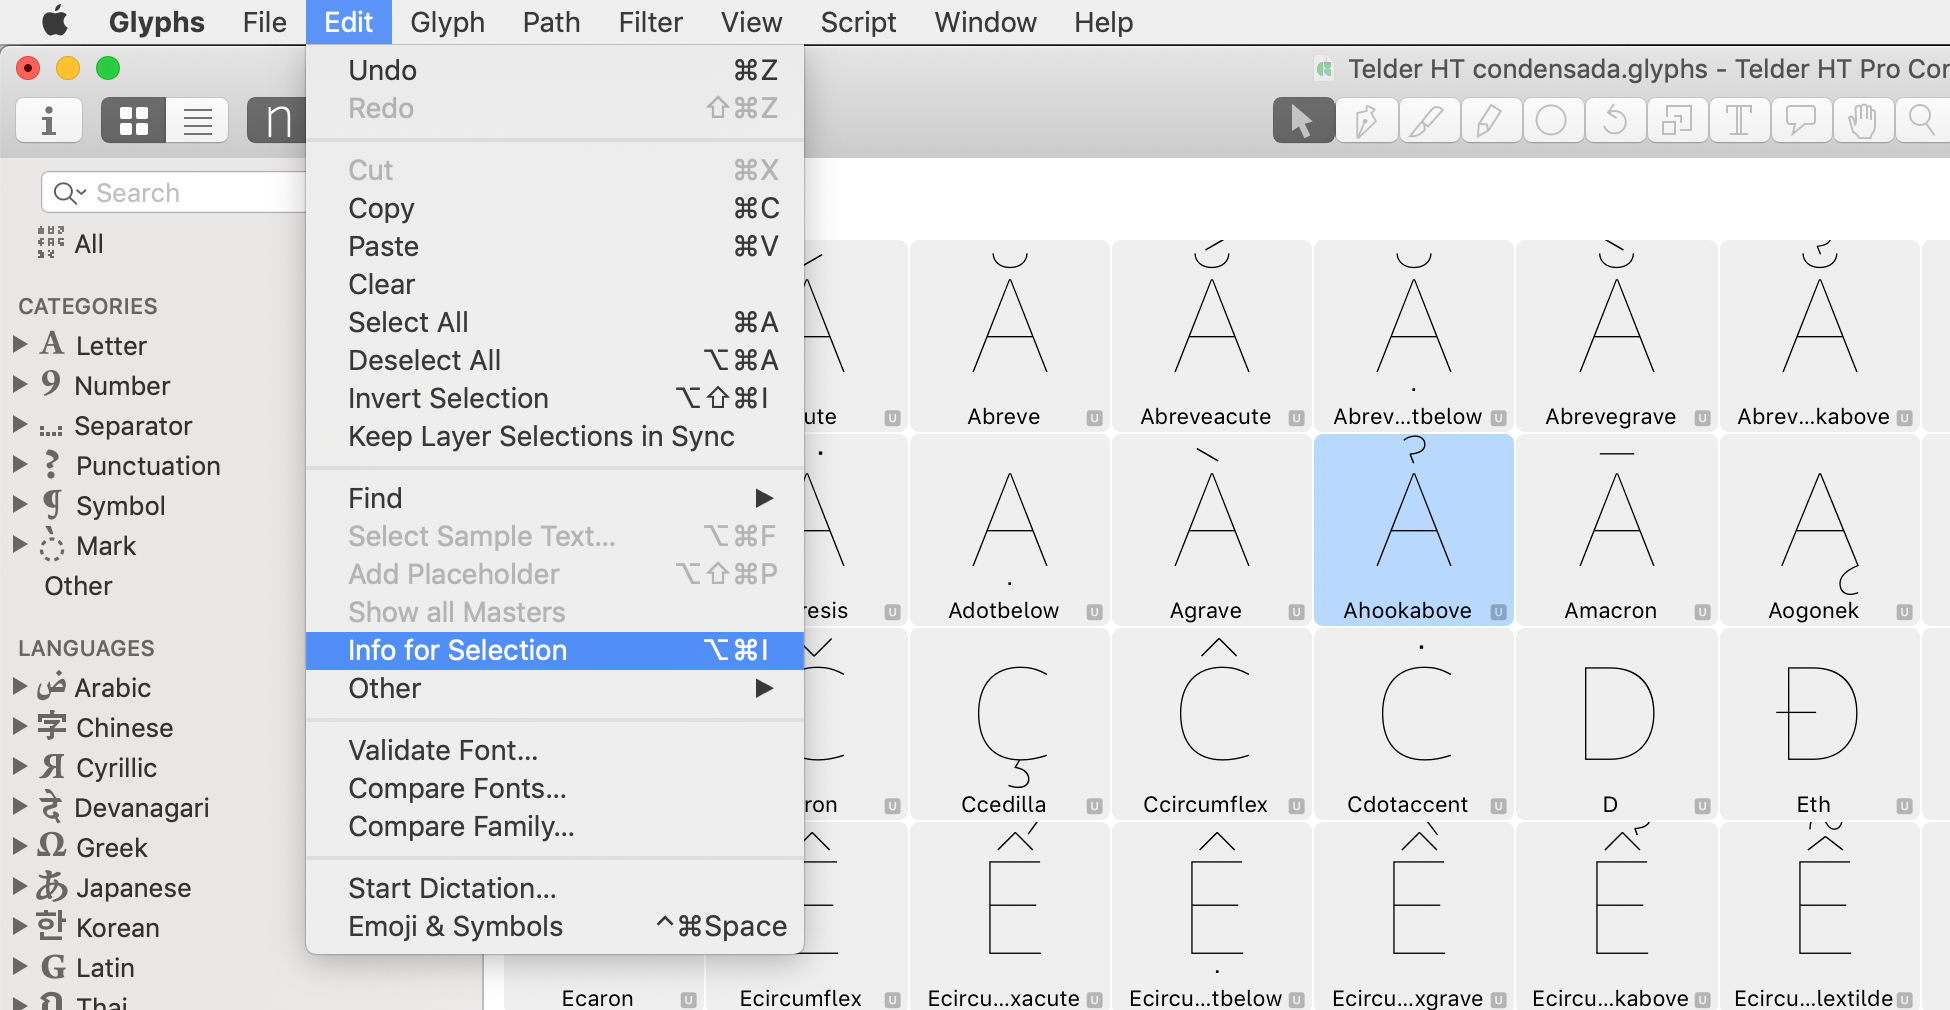 Glyphs File Edit Glyph Path Filter View Script Window Help
Telder HT condensada.glyphs – Telder HT Pro Con
Search
All
CATEGORIES
Letter
Number
Separator
Punctuation
Symbol
Mark
Other
LANGUAGES
Arabic
Chinese
Cyrillic
Devanagari
Greek
Japanese
Korean
Latin
Thai
Undo ⌘Z
Redo ⇧⌘Z
Cut ⌘X
Copy ⌘C
Paste ⌘V
Clear
Select All ⌘A
Deselect All ⌥⌘A
Invert Selection ⌥⇧⌘I
Keep Layer Selections in Sync
Find ▶
Select Sample Text... ⌥⌘F
Add Placeholder ⌥⇧⌘P
Show all Masters
Info for Selection ⌥⌘I
Other ▶
Validate Font...
Compare Fonts...
Compare Family...
Start Dictation...
Emoji & Symbols ^⌘Space
Ă Ắ Ặ Ằ Ẳ
ute Abreve Abreveacute Abrev...tbelow Abrevegrave Abrev...kabove
Ạ À Ả Ā Ą
resis Adotbelow Agrave Ahookabove Amacron Aogonek
Ç Ĉ Ċ D Đ
ron Ccedilla Ccircumflex Cdotaccent D Eth
Ê Ế Ệ Ề Ể Ễ
Ecaron Ecircumflex Ecircu...xacute Ecircu...tbelow Ecircu...xgrave Ecircu...kabove Ecircu...lextilde